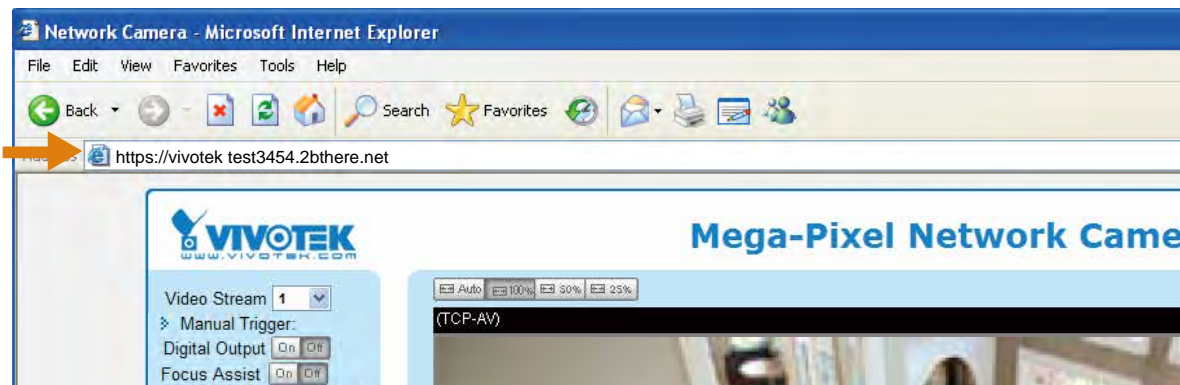 Network Camera - Microsoft Internet Explorer
File Edit View Favorites Tools Help
Back Search Favorites
https://vivotek test3454.2bthere.net
VIVOTEK
www.vivotek.com
Mega-Pixel Network Came
Auto 100% 50% 25%
Video Stream 1
(TCP-AV)
Manual Trigger:
Digital Output On Off
Focus Assist On Off